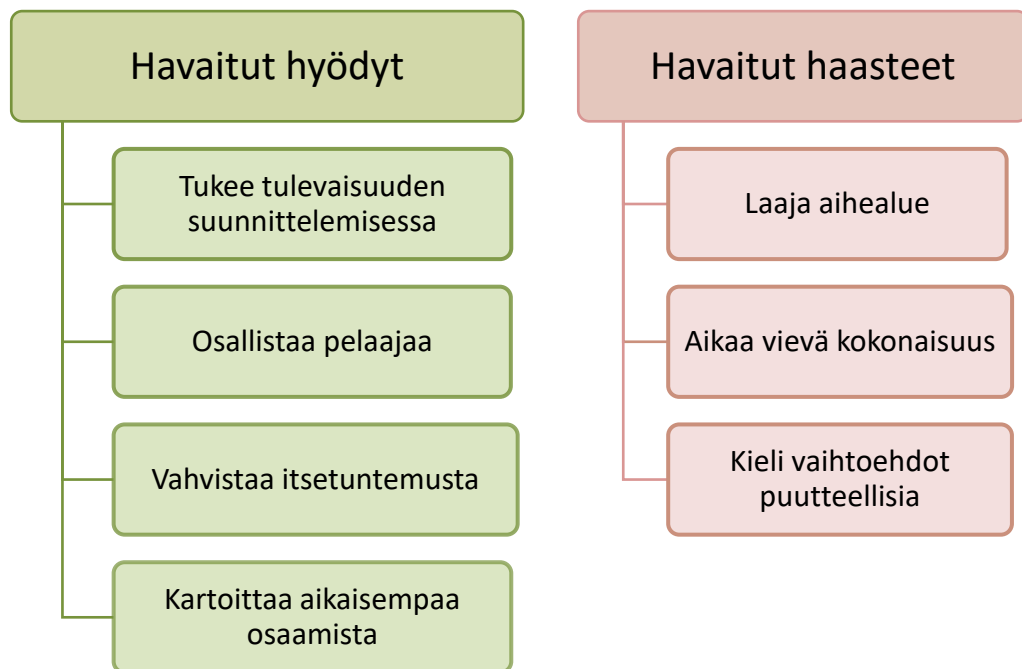 Havaitut hyödyt
Tukee tulevaisuuden
suunnittelemisessa
Osallistaa pelaajaa
Vahvistaa itsetuntemusta
Kartoittaa aikaisempaa
osaamista
Havaitut haasteet
Laaja aihealue
Aikaa vievä kokonaisuus
Kieli vaihtoehdot
puutteellisia